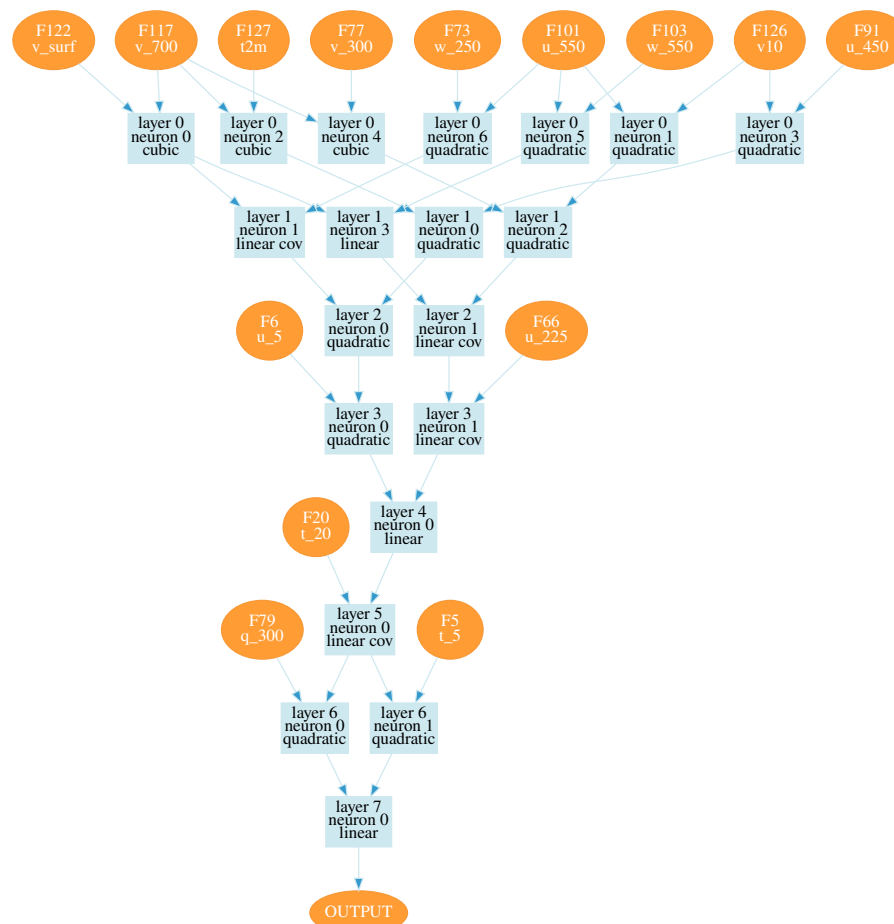 F122
v_surf
F117
v_700
F127
t2m
F77
v_300
F73
w_250
F101
u_550
F103
w_550
F126
v10
F91
u_450
layer 0
neuron 0
cubic
layer 0
neuron 2
cubic
layer 0
neuron 4
cubic
layer 0
neuron 6
quadratic
layer 0
neuron 5
quadratic
layer 0
neuron 1
quadratic
layer 0
neuron 3
quadratic
layer 1
neuron 1
linear cov
layer 1
neuron 3
linear
layer 1
neuron 0
quadratic
layer 1
neuron 2
quadratic
F6
u_5
layer 2
neuron 0
quadratic
layer 2
neuron 1
linear cov
F66
u_225
layer 3
neuron 0
quadratic
layer 3
neuron 1
linear cov
F20
t_20
layer 4
neuron 0
linear
F79
q_300
layer 5
neuron 0
linear cov
F5
t_5
layer 6
neuron 0
quadratic
layer 6
neuron 1
quadratic
layer 7
neuron 0
linear
OUTPUT